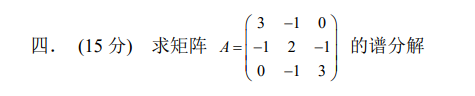 四． (15 分)  求矩阵 A= ( 3 −1 0 ; −1 2 −1 ; 0 −1 3 ) 的谱分解